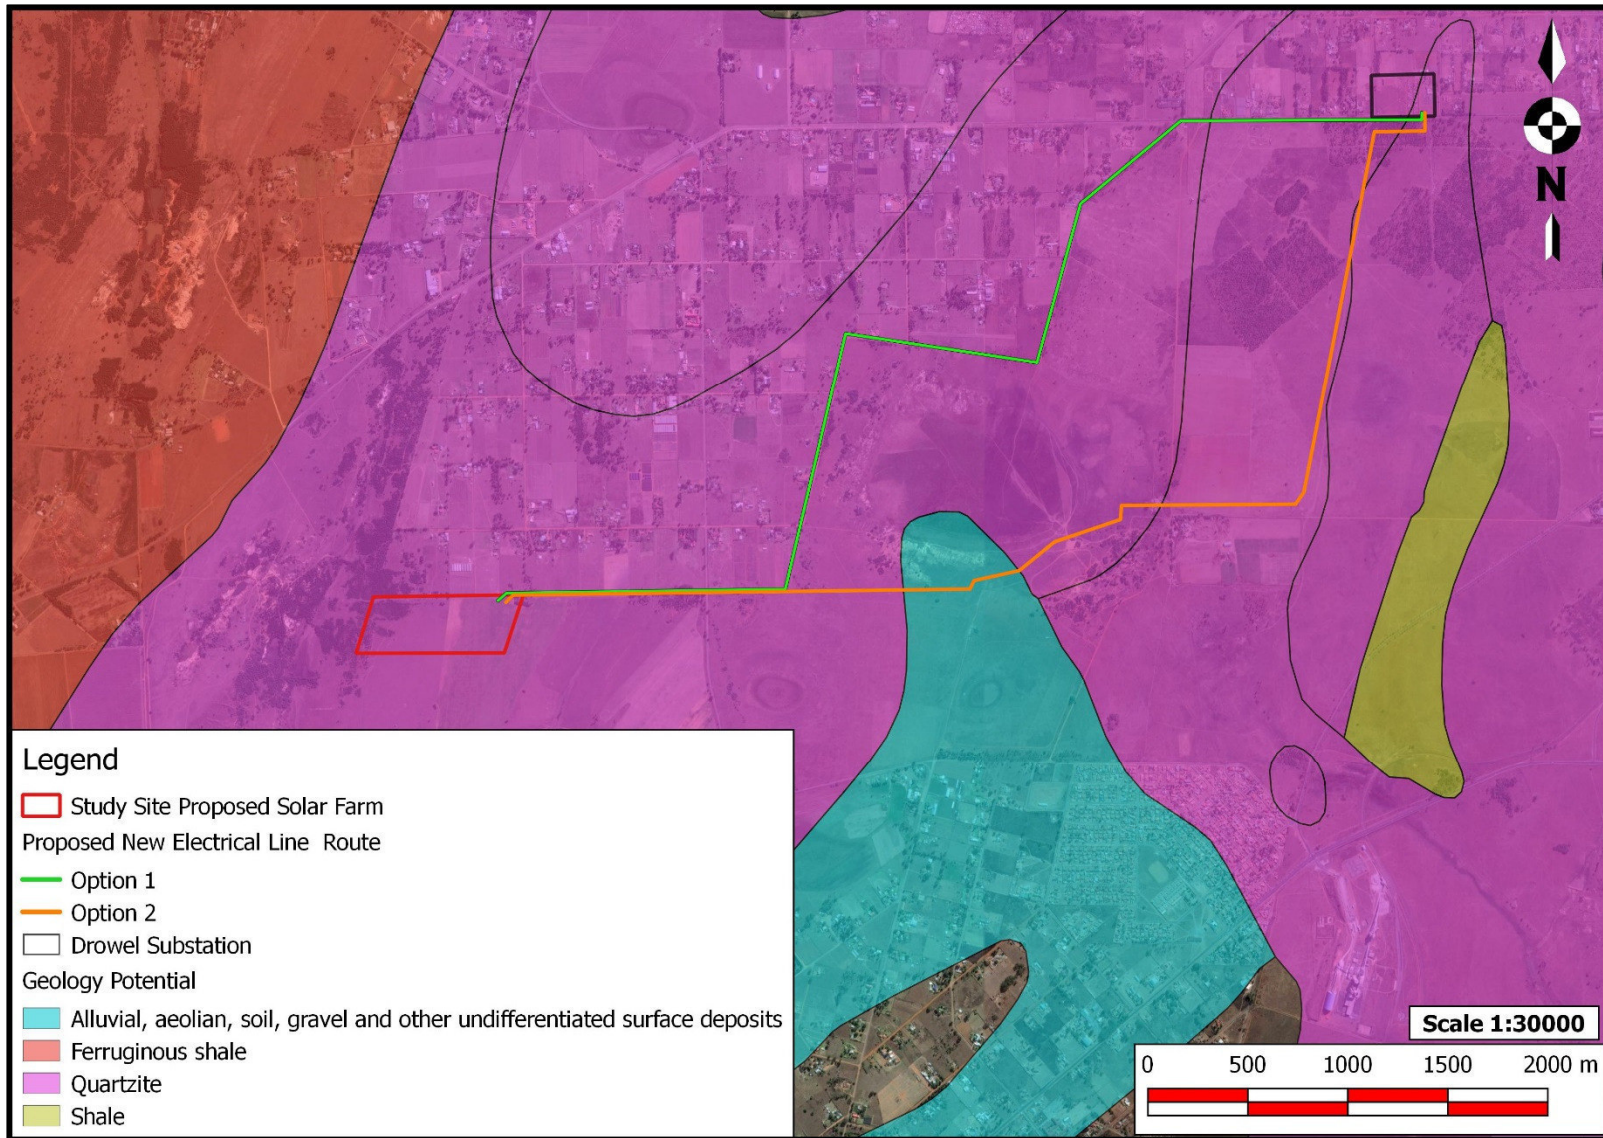 N
Legend
Study Site Proposed Solar Farm
Proposed New Electrical Line Route
Option 1
Option 2
Drowel Substation
Geology Potential
Alluvial, aeolian, soil, gravel and other undifferentiated surface deposits
Ferruginous shale
Quartzite
Shale
Scale 1:30000
0 500 1000 1500 2000 m